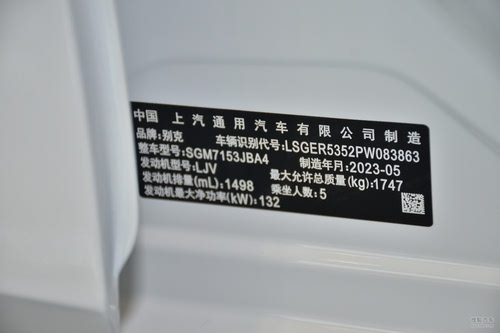 中国 上汽通用汽车有限公司制造
品牌:别克 车辆识别代号:LSGER5352PW083863
整车型号:SGM7153JBA4 制造年月:2023-05
发动机型号:LJV 最大允许总质量(kg):1747
发动机排量(mL):1498 乘坐人数:5
发动机最大净功率(kW):132